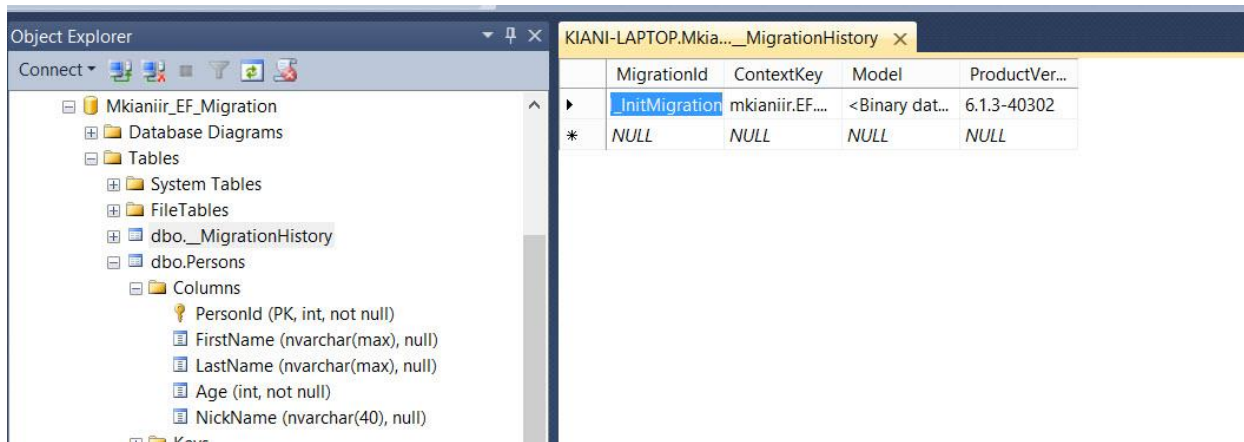 Object Explorer
Connect
Mkianiir_EF_Migration
Database Diagrams
Tables
System Tables
FileTables
dbo.__MigrationHistory
dbo.Persons
Columns
PersonId (PK, int, not null)
FirstName (nvarchar(max), null)
LastName (nvarchar(max), null)
Age (int, not null)
NickName (nvarchar(40), null)
KIANI-LAPTOP.Mkia...__MigrationHistory
MigrationId ContextKey Model ProductVer...
_InitMigration mkianiir.EF.... <Binary dat... 6.1.3-40302
NULL NULL NULL NULL